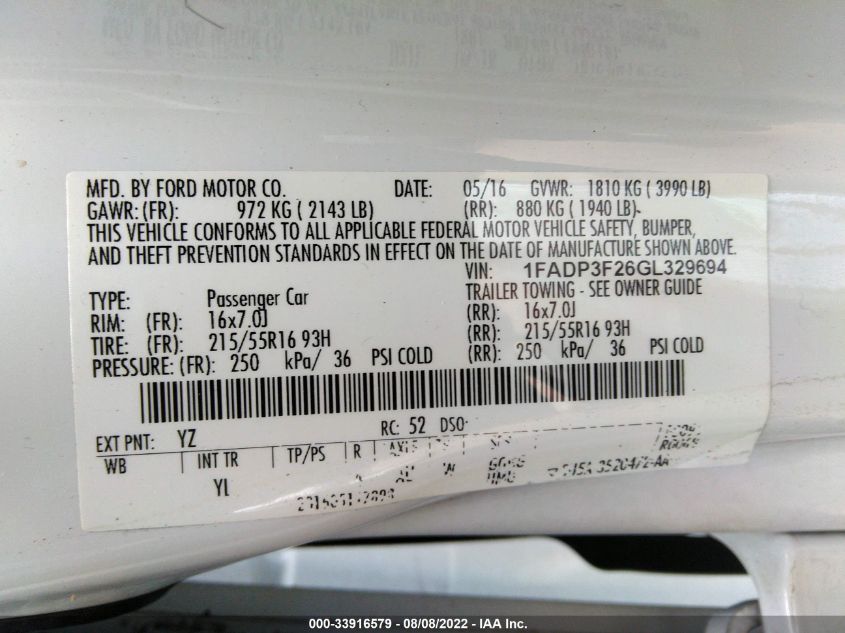 MFD. BY FORD MOTOR CO. DATE: 05/16 GVWR: 1810 KG ( 3990 LB)
GAWR: (FR): 972 KG ( 2143 LB) (RR): 880 KG ( 1940 LB)
THIS VEHICLE CONFORMS TO ALL APPLICABLE FEDERAL MOTOR VEHICLE SAFETY, BUMPER,
AND THEFT PREVENTION STANDARDS IN EFFECT ON THE DATE OF MANUFACTURE SHOWN ABOVE.
VIN: 1FADP3F26GL329694
TYPE: Passenger Car TRAILER TOWING - SEE OWNER GUIDE
RIM: (FR): 16x7.0J (RR): 16x7.0J
TIRE: (FR): 215/55R16 93H (RR): 215/55R16 93H
PRESSURE: (FR): 250 kPa/ 36 PSI COLD (RR): 250 kPa/ 36 PSI COLD
EXT PNT: YZ RC: 52 DSO:
WB INT TR TP/PS R AXLE
YL
000-33916579 - 08/08/2022 - IAA Inc.